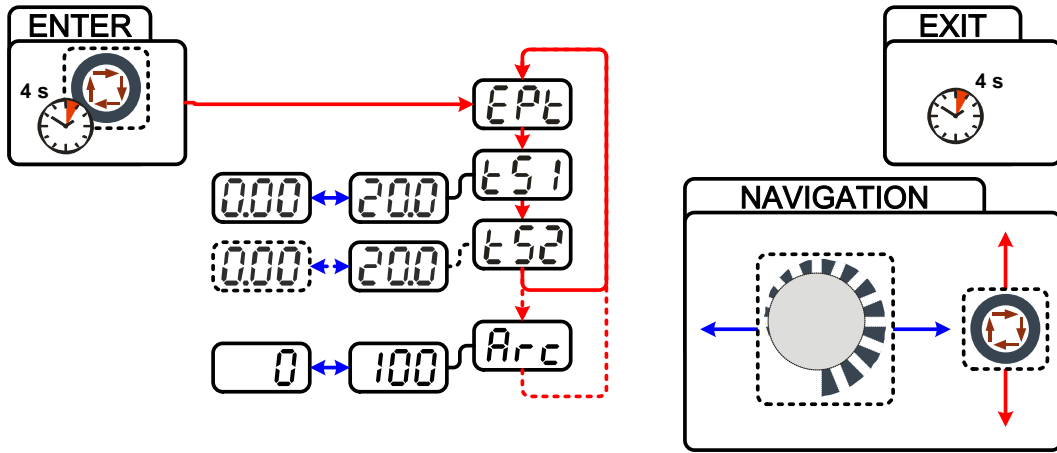 ENTER
4 s
EXIT
4 s
EPt
tS1
0.00
20.0
NAVIGATION
tS2
0.00
20.0
Arc
0
100